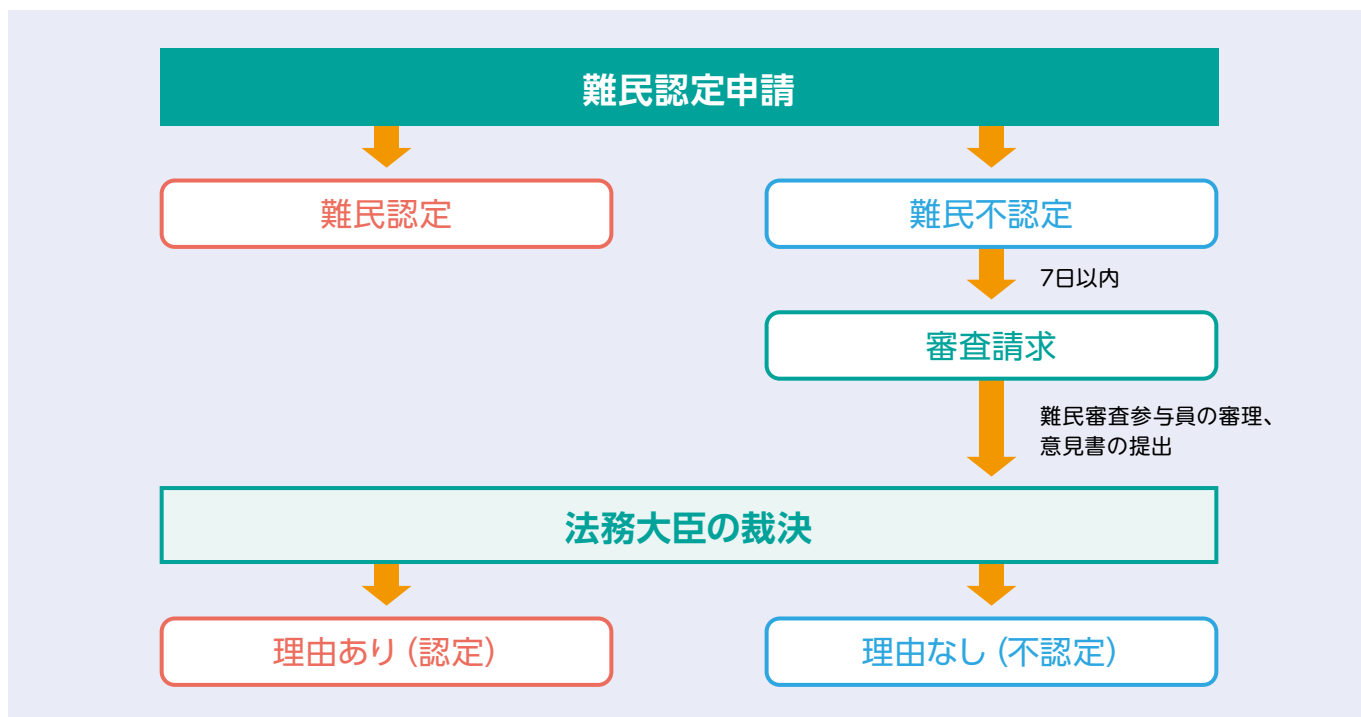 難民認定申請
難民認定
難民不認定
7日以内
審査請求
難民審査参与員の審理、
意見書の提出
法務大臣の裁決
理由あり（認定）
理由なし（不認定）